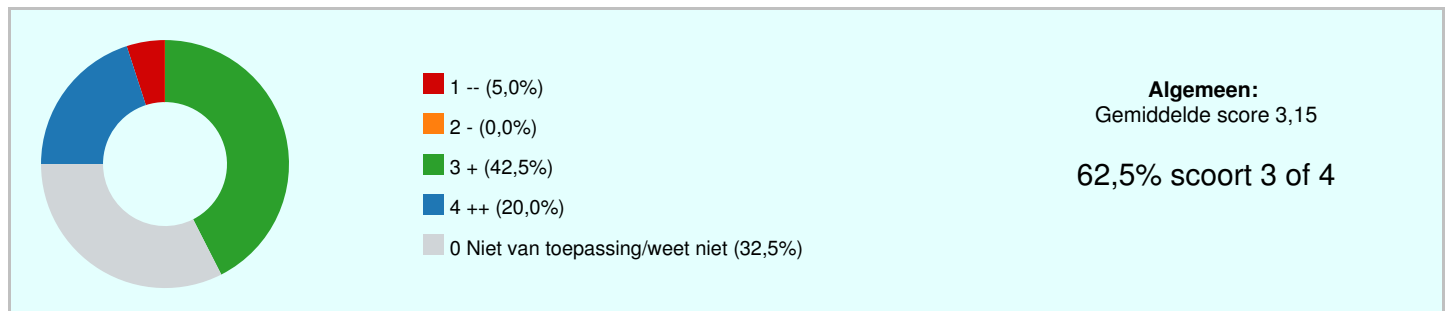 1 -- (5,0%)
2 - (0,0%)
3 + (42,5%)
4 ++ (20,0%)
0 Niet van toepassing/weet niet (32,5%)
Algemeen:
Gemiddelde score 3,15
62,5% scoort 3 of 4